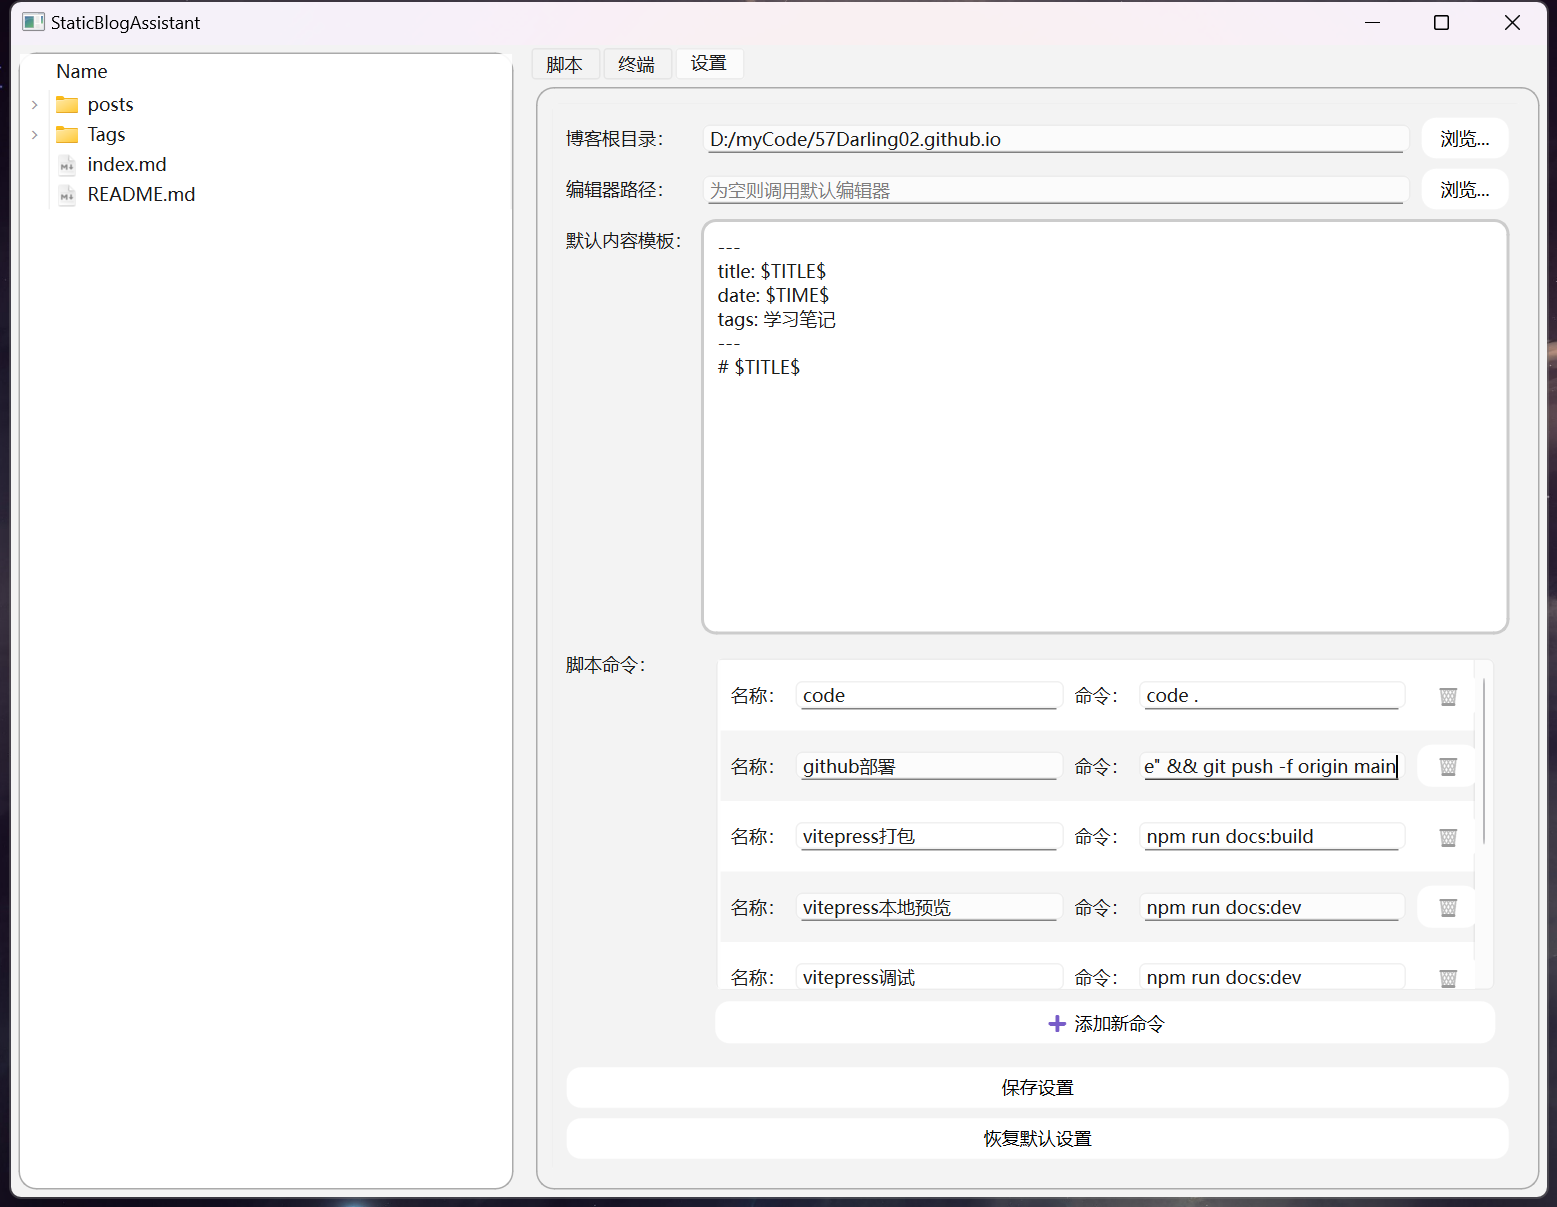 StaticBlogAssistant
Name
posts
Tags
index.md
README.md
脚本 终端 设置
博客根目录： D:/myCode/57Darling02.github.io 浏览...
编辑器路径： 为空则调用默认编辑器 浏览...
默认内容模板：
---
title: $TITLE$
date: $TIME$
tags: 学习笔记
---
# $TITLE$
脚本命令：
名称： code 命令： code .
名称： github部署 命令： e" && git push -f origin main
名称： vitepress打包 命令： npm run docs:build
名称： vitepress本地预览 命令： npm run docs:dev
名称： vitepress调试 命令： npm run docs:dev
添加新命令
保存设置
恢复默认设置